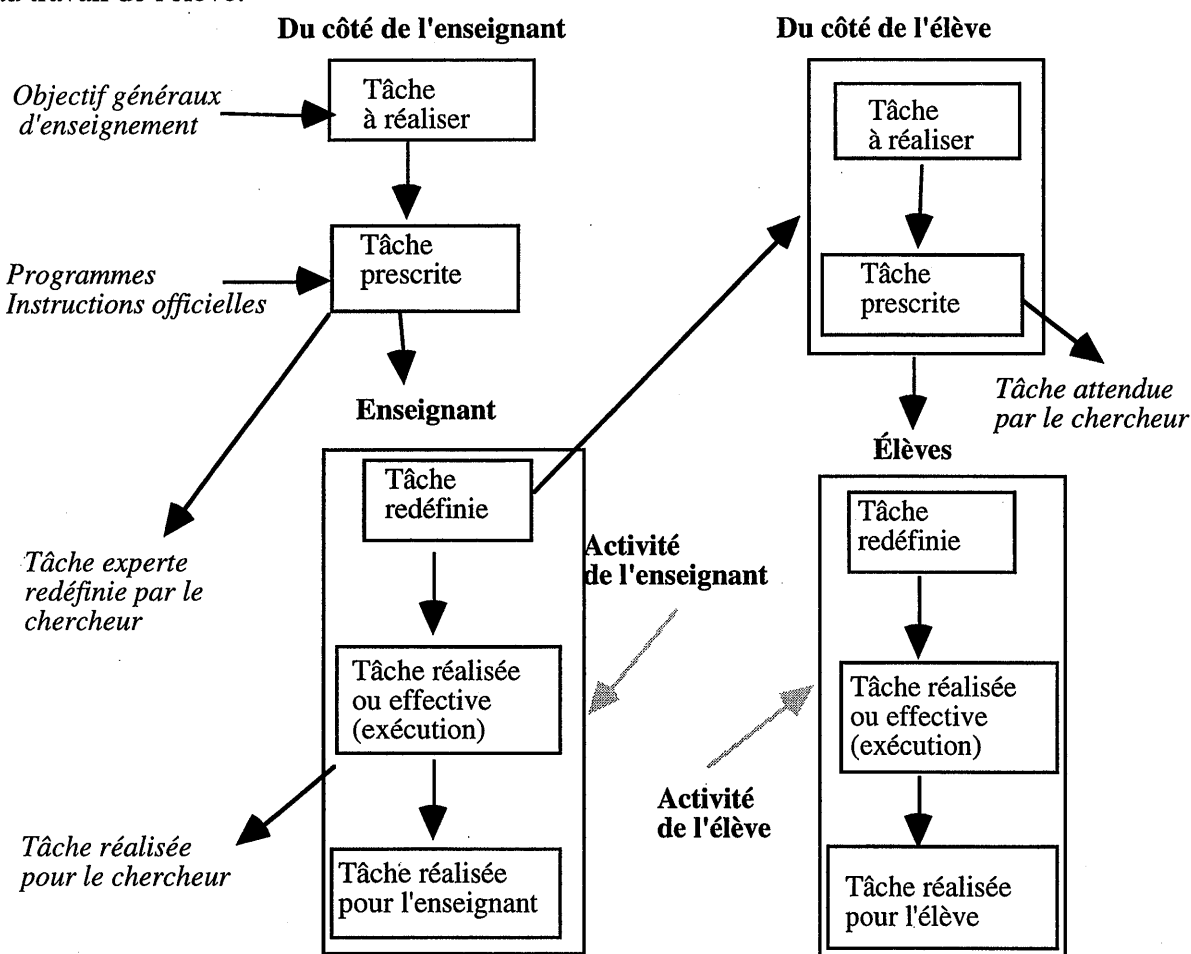 travail de l'élève.
Du côté de l'enseignant
Du côté de l'élève
Objectif généraux
d'enseignement
Tâche
à réaliser
Tâche
à réaliser
Programmes
Instructions officielles
Tâche
prescrite
Tâche
prescrite
Tâche attendue
par le chercheur
Enseignant
Élèves
Tâche
redéfinie
Tâche
redéfinie
Activité
de l'enseignant
Tâche experte
redéfinie par le
chercheur
Tâche réalisée
ou effective
(exécution)
Tâche réalisée
ou effective
(exécution)
Activité
de l'élève
Tâche réalisée
pour le chercheur
Tâche réalisée
pour l'enseignant
Tâche réalisée
pour l'élève